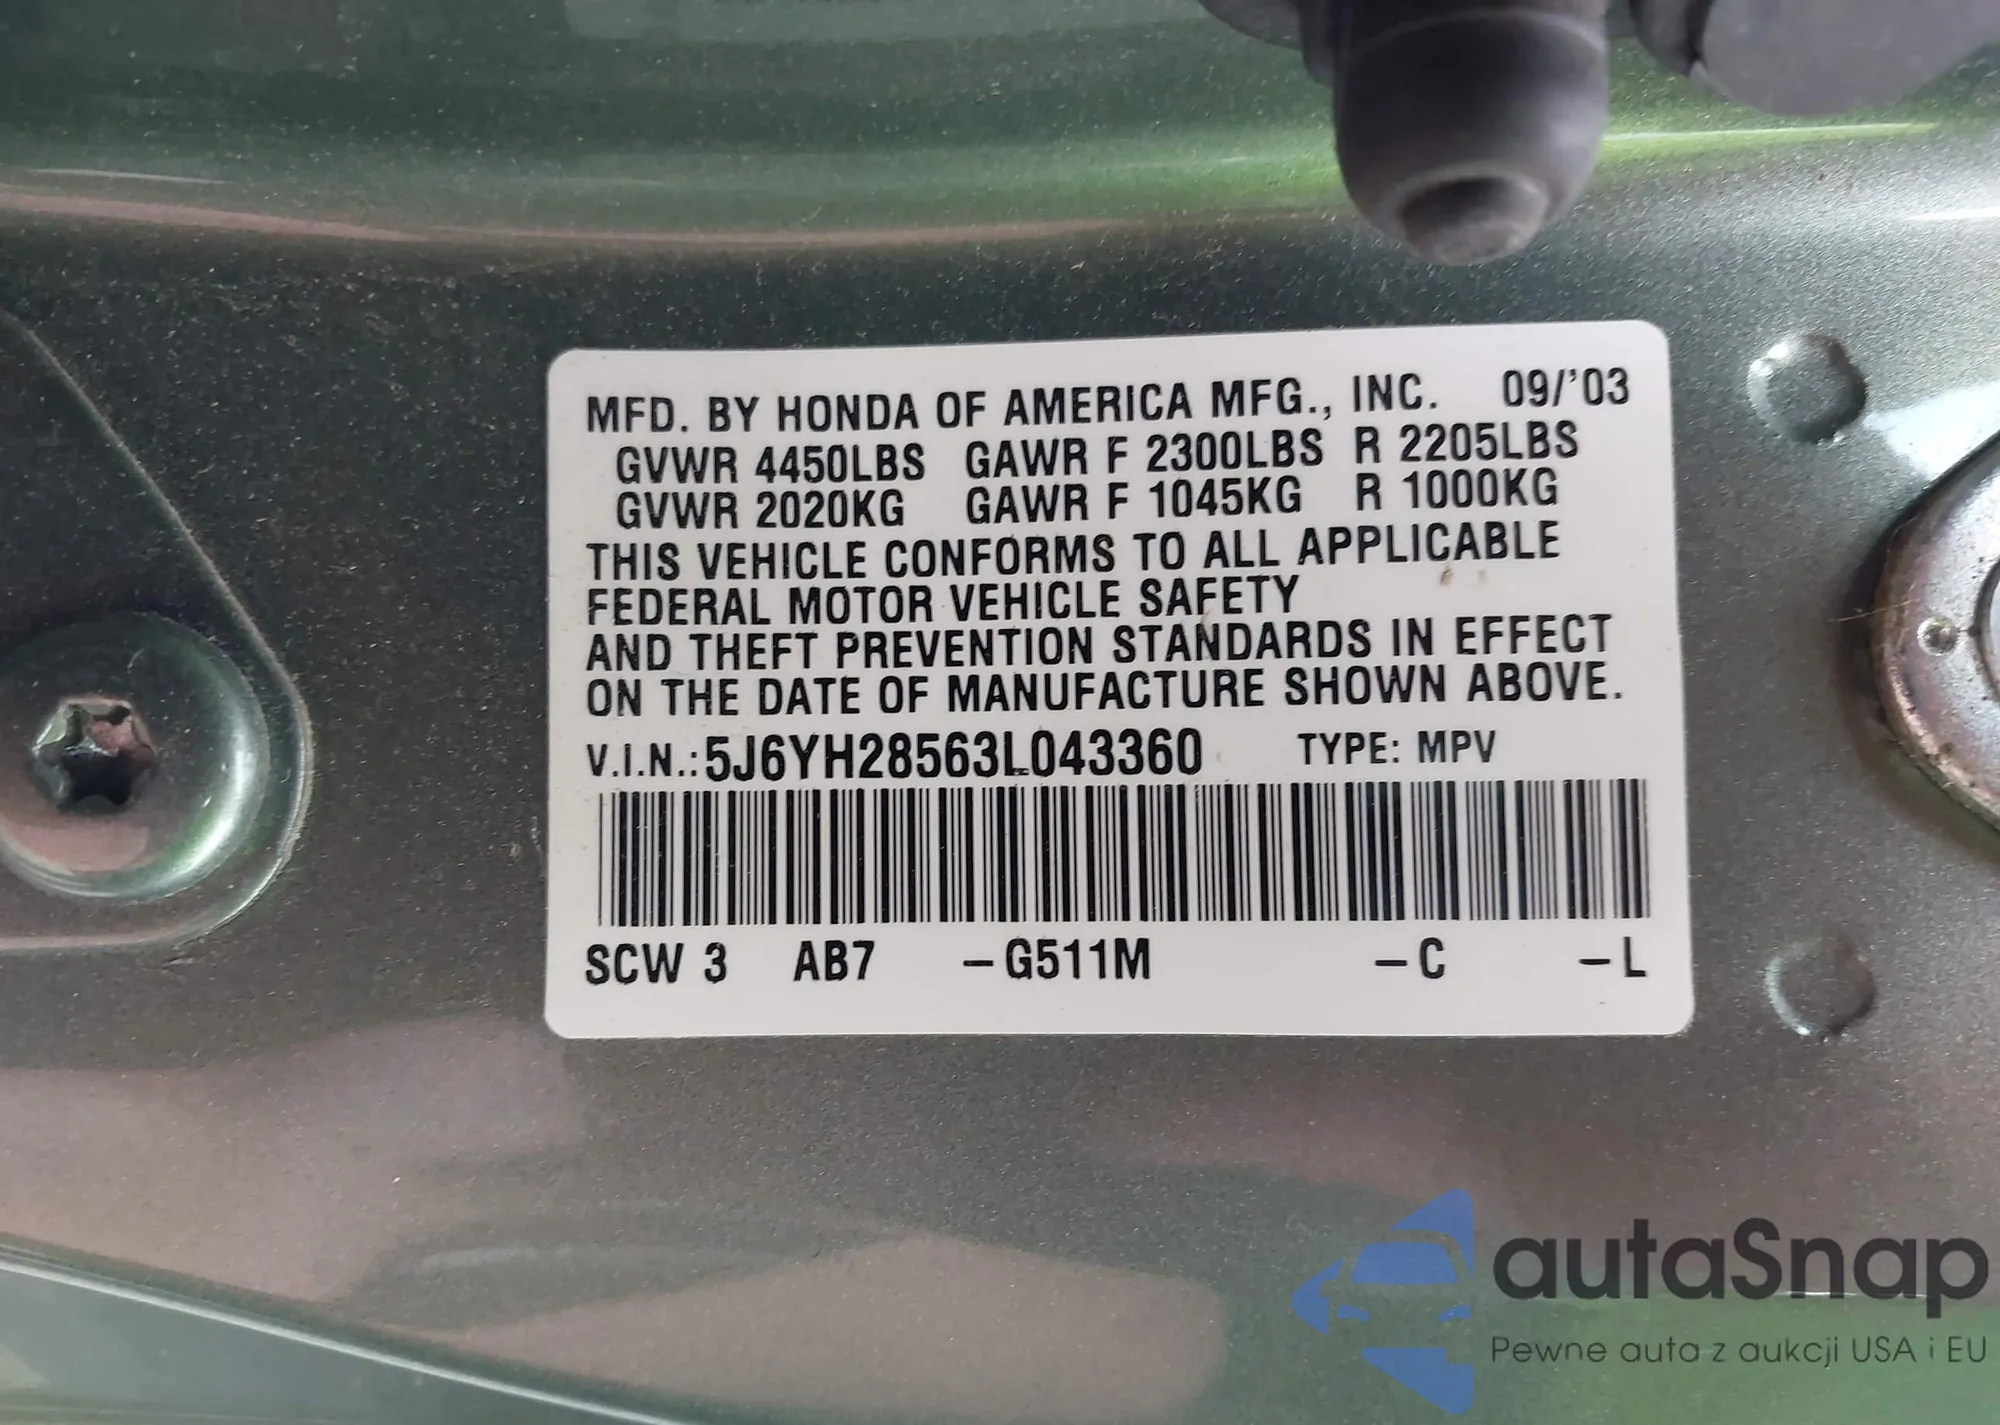 MFD. BY HONDA OF AMERICA MFG., INC. 09/'03
GVWR 4450LBS GAWR F 2300LBS R 2205LBS
GVWR 2020KG GAWR F 1045KG R 1000KG
THIS VEHICLE CONFORMS TO ALL APPLICABLE
FEDERAL MOTOR VEHICLE SAFETY
AND THEFT PREVENTION STANDARDS IN EFFECT
ON THE DATE OF MANUFACTURE SHOWN ABOVE.
V.I.N.:5J6YH28563L043360 TYPE: MPV
SCW 3 AB7 –G511M –C –L
autaSnap
Pewne auta z aukcji USA i EU